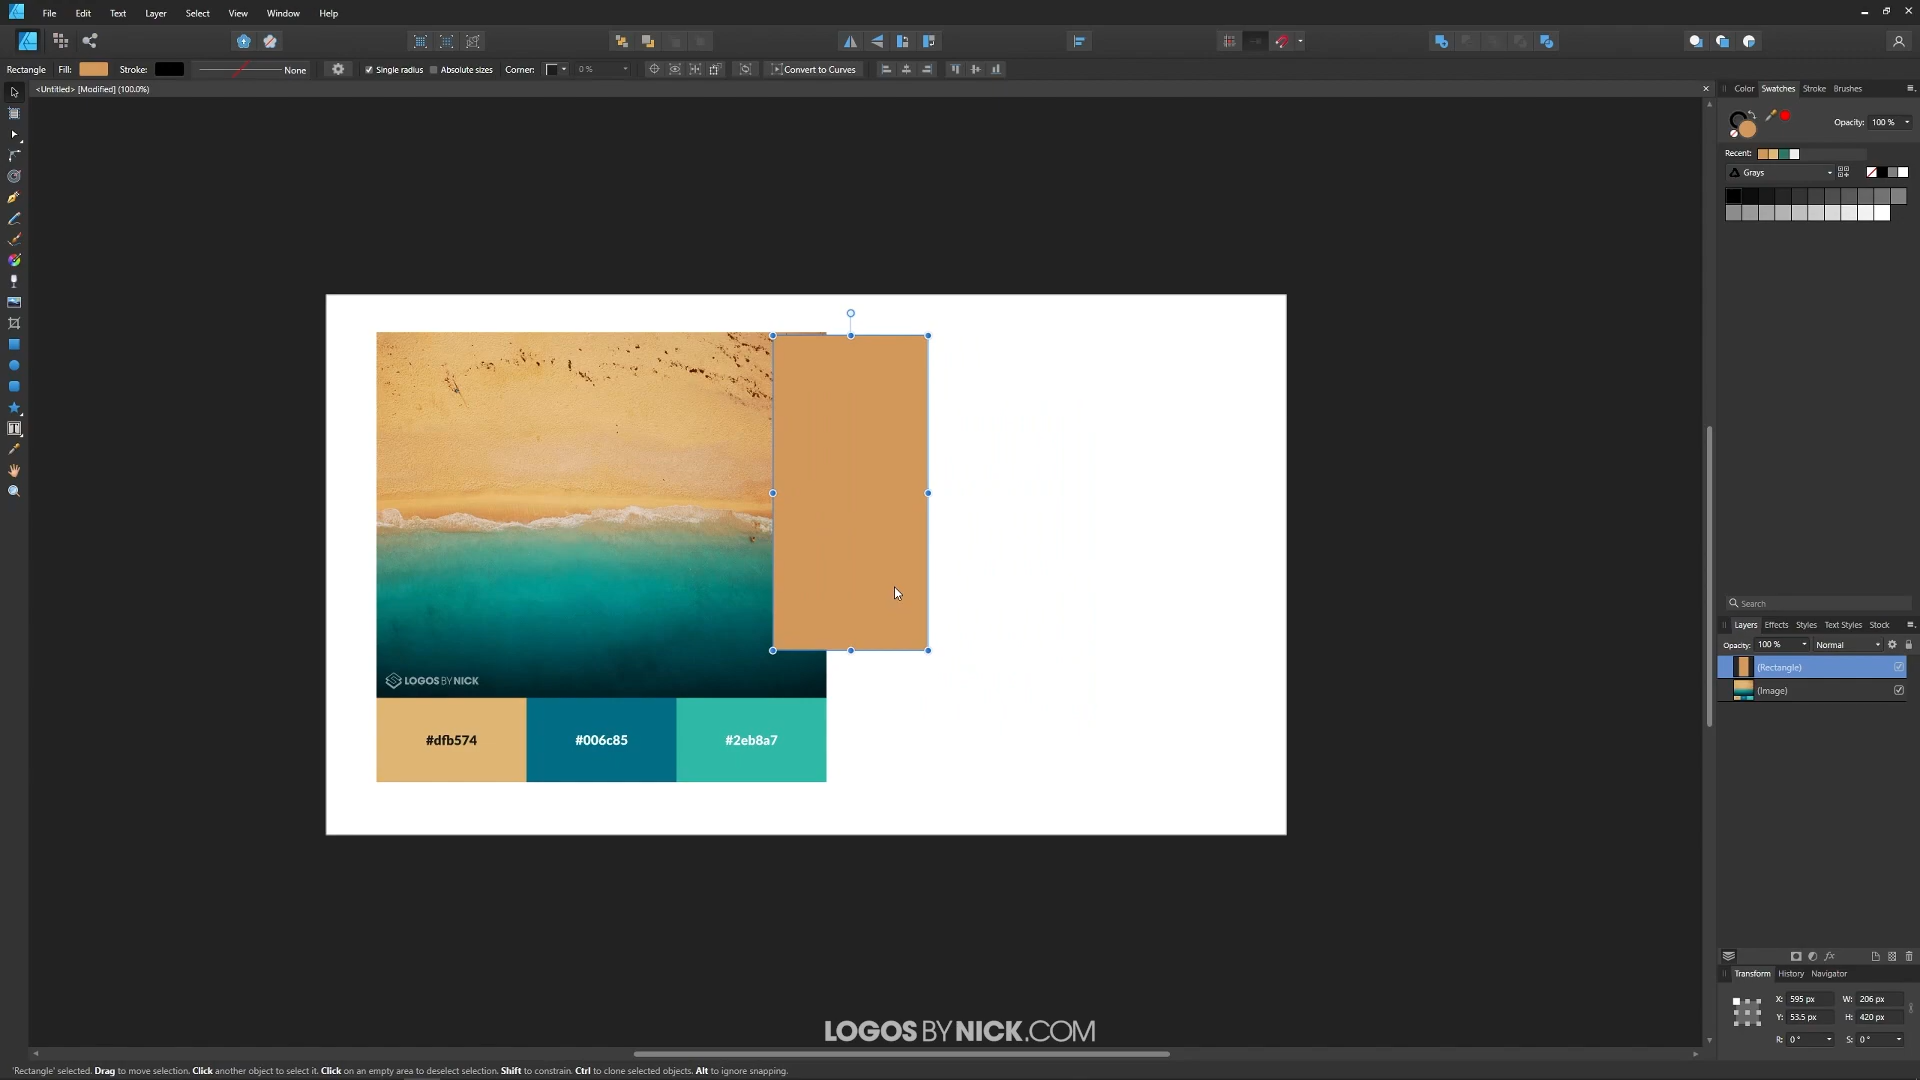 File Edit Text Layer Select View Window Help
Rectangle Fill: Stroke: None Single radius Absolute sizes Corner: 0 % Convert to Curves
<Untitled> [Modified] (100.0%)
Color Swatches Stroke Brushes
Opacity: 100 %
Recent:
Grays
LOGOS BY NICK
#dfb574 #006c85 #2eb8a7
Search
Layers Effects Styles Text Styles Stock
Opacity: 100 % Normal
(Rectangle)
(Image)
Transform History Navigator
X: 595 px W: 206 px
Y: 53.5 px H: 420 px
R: 0 ° S: 0 °
LOGOS BY NICK.COM
'Rectangle' selected. Drag to move selection. Click another object to select it. Click on an empty area to deselect selection. Shift to constrain. Ctrl to clone selected objects. Alt to ignore snapping.